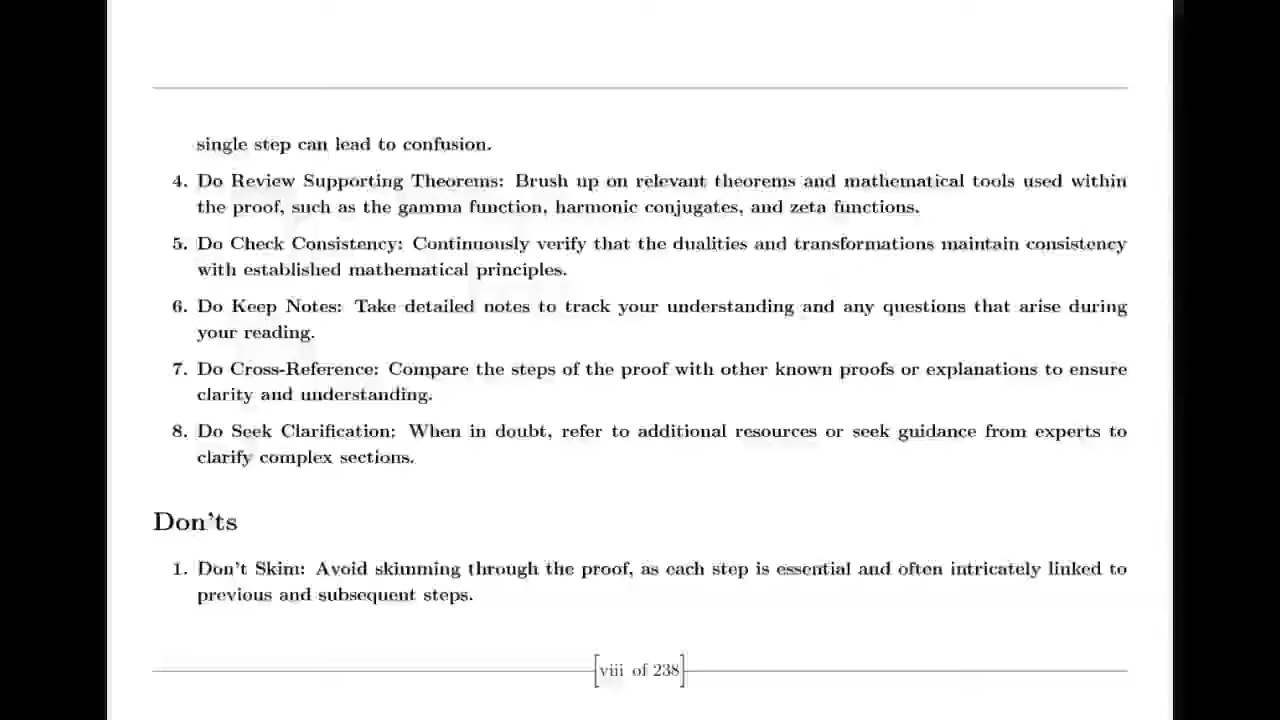 single step can lead to confusion.
4. Do Review Supporting Theorems: Brush up on relevant theorems and mathematical tools used within
the proof, such as the gamma function, harmonic conjugates, and zeta functions.
5. Do Check Consistency: Continuously verify that the dualities and transformations maintain consistency
with established mathematical principles.
6. Do Keep Notes: Take detailed notes to track your understanding and any questions that arise during
your reading.
7. Do Cross-Reference: Compare the steps of the proof with other known proofs or explanations to ensure
clarity and understanding.
8. Do Seek Clarification: When in doubt, refer to additional resources or seek guidance from experts to
clarify complex sections.
Don'ts
1. Don't Skim: Avoid skimming through the proof, as each step is essential and often intricately linked to
previous and subsequent steps.
[viii of 238]